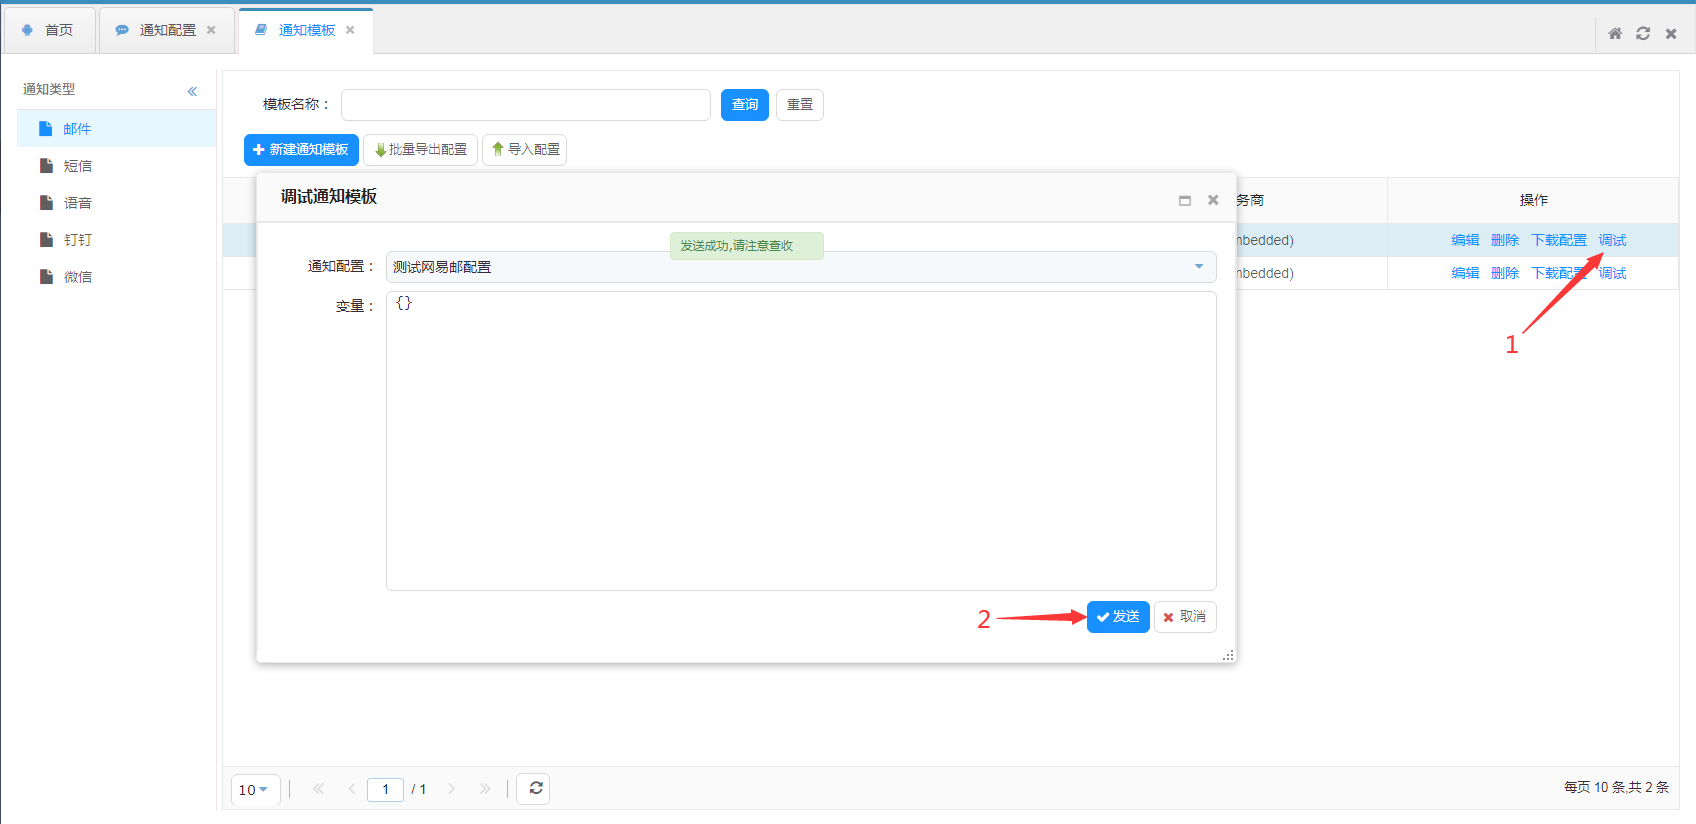 首页 通知配置 通知模板
通知类型
邮件
短信
语音
钉钉
微信
模板名称： 查询 重置
新建通知模板 批量导出配置 导入配置
务商 操作
nbedded) 编辑 删除 下载配置 调试
nbedded) 编辑 删除 下载配置 调试
1
调试通知模板
发送成功,请注意查收
通知配置： 测试网易邮配置
变量： {}
2 发送 取消
10 1 / 1 每页 10 条,共 2 条